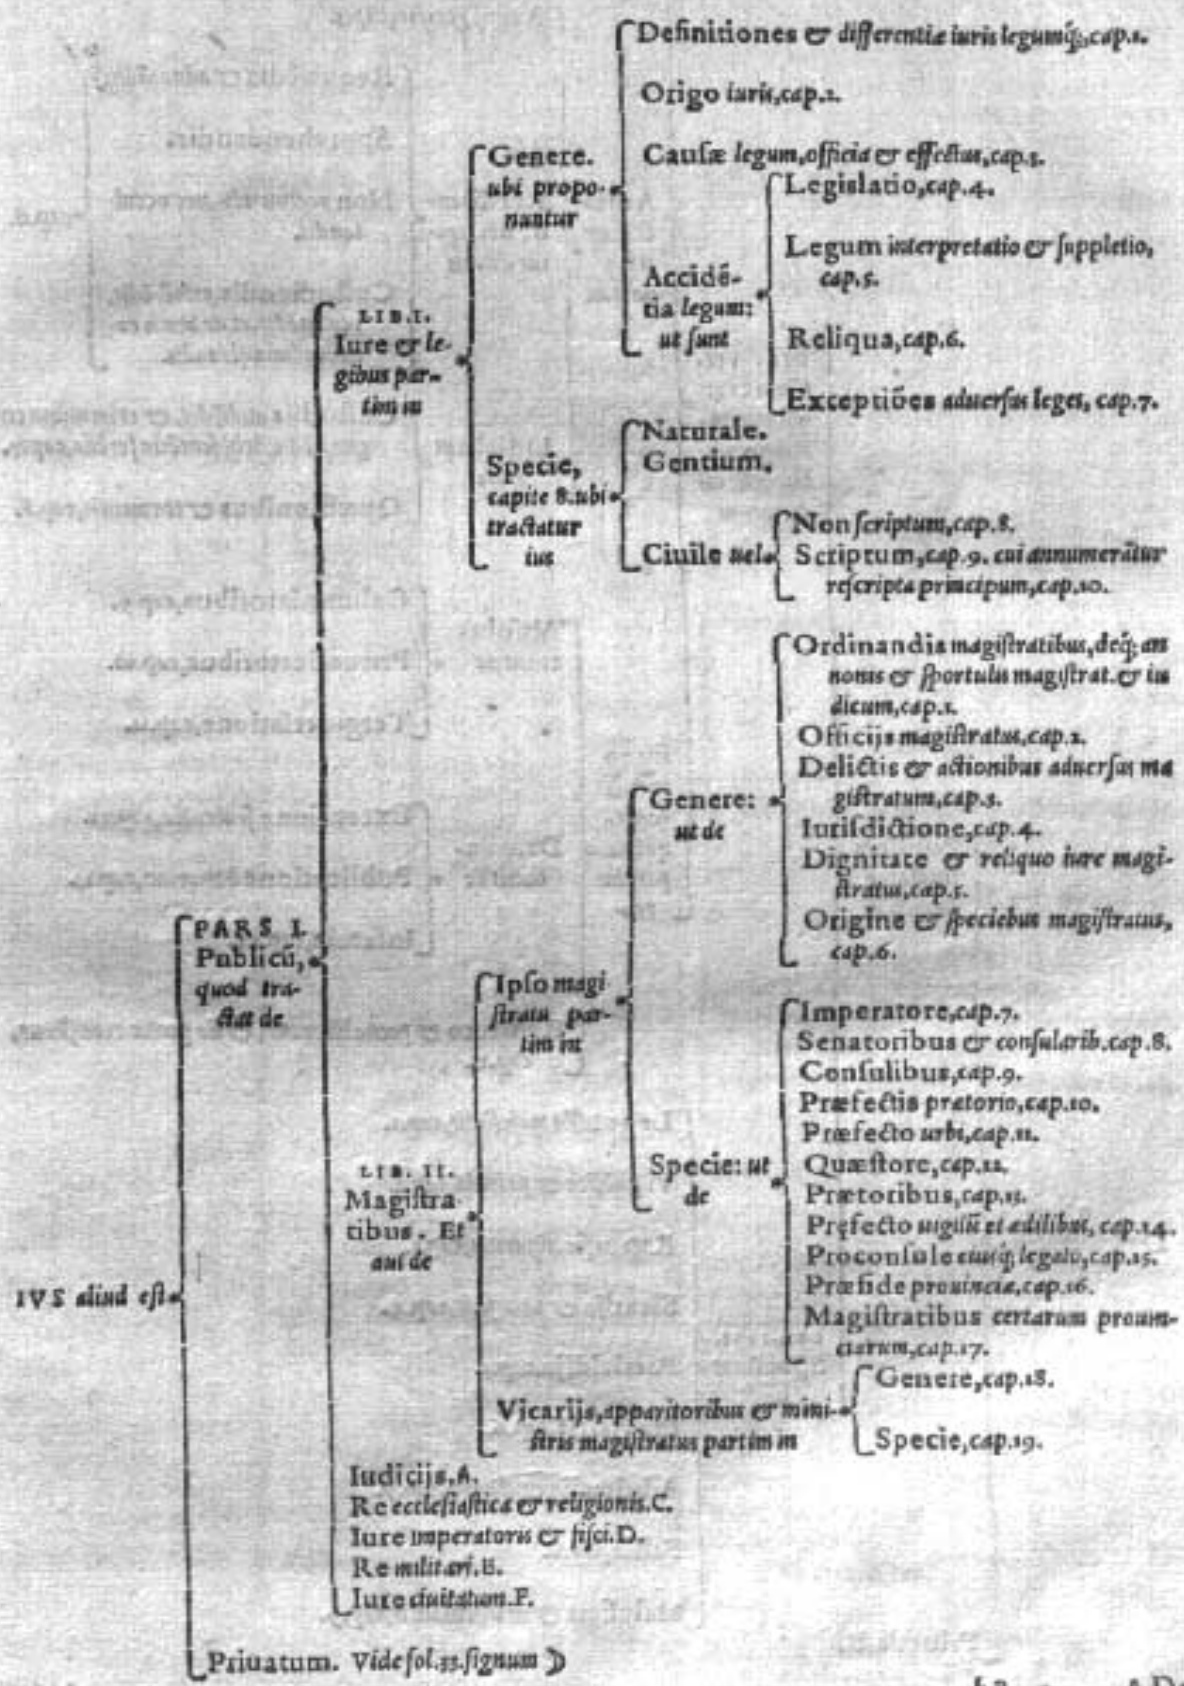 Definitiones & differentiæ iuris legumq́;, cap.1.
Origo iuris, cap.2.
Cauſæ legum, officia & effectus, cap.3.
Genere.
ubi propo-
nuntur
Legislatio, cap.4.
Legum interpretatio & ſuppletio,
cap.5.
Accidē-
tia legum:
ut ſunt
Reliqua, cap.6.
Exceptiões aduerſus leges, cap.7.
LIB. I.
Iure & le-
gibus par-
tim in
Specie,
capite 8. ubi
tractatur
ius
Naturale.
Gentium.
Ciuile uel
Non ſcriptum, cap.8.
Scriptum, cap.9. cui annumerātur
reſcripta principum, cap.10.
Ordinandis magiſtratibus, deq́; an
nonis & ſportulis magiſtrat. & iu
dicum, cap.1.
Officijs magiſtratus, cap.2.
Delictis & actionibus aduerſus ma
giſtratum, cap.3.
Genere:
ut de
Iuriſdictione, cap.4.
Dignitate & reliquo iure magi-
ſtratus, cap.5.
Origine & ſpeciebus magiſtratus,
cap.6.
PARS I.
Publicū,
quod tra-
ctat de
Ipſo magi
ſtratu par-
tim in
Imperatore, cap.7.
Senatoribus & conſularib. cap.8.
Conſulibus, cap.9.
Præfectis prætorio, cap.10.
Præfecto urbi, cap.11.
Specie: ut
de
Quæſtore, cap.12.
Prætoribus, cap.13.
Pręfecto uigilū et ædilibus, cap.14.
Proconſule eiusq́; legato, cap.15.
Præſide prouinciæ, cap.16.
Magiſtratibus certarum prouin-
ciarum, cap.17.
LIB. II.
Magiſtra
tibus. Et
aut de
IVS aliud eſt
Vicarijs, apparitoribus & mini-
ſtris magiſtratus partim in
Genere, cap.18.
Specie, cap.19.
Iudicijs. A.
Re eccleſiaſtica & religionis. C.
Iure imperatoris & fiſci. D.
Re militari. E.
Iure ciuitatum. F.
Priuatum. Vide fol. 33. ſignum ☽